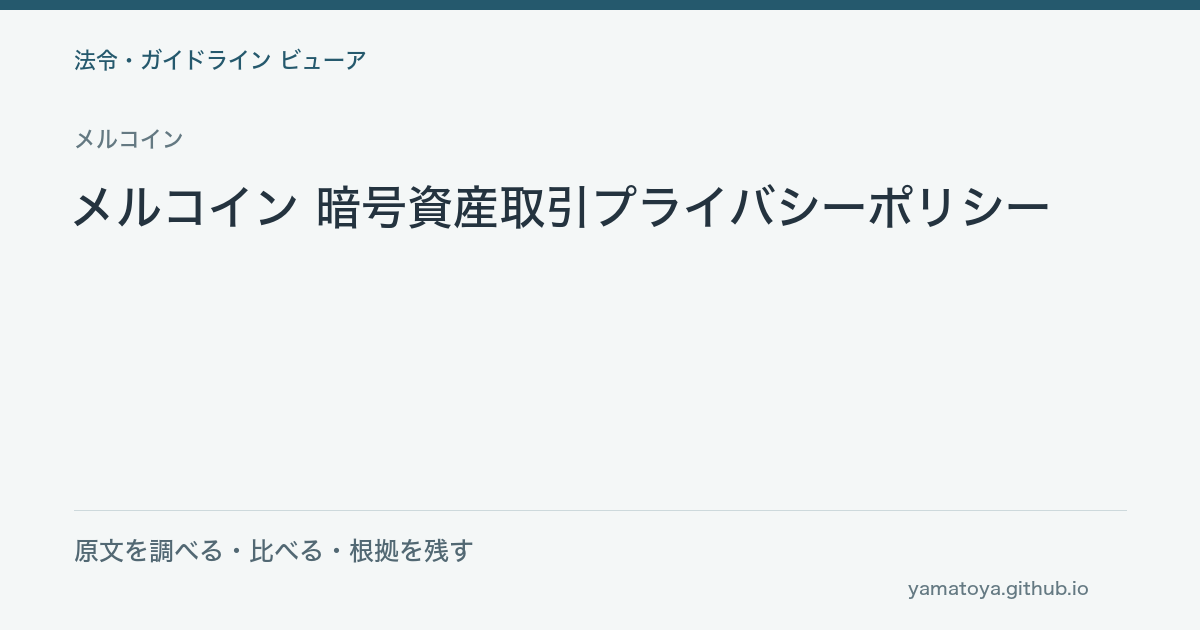 法令・ガイドライン ビューア
メルコイン
メルコイン 暗号資産取引プライバシーポリシー
原文を調べる・比べる・根拠を残す
yamatoya.github.io